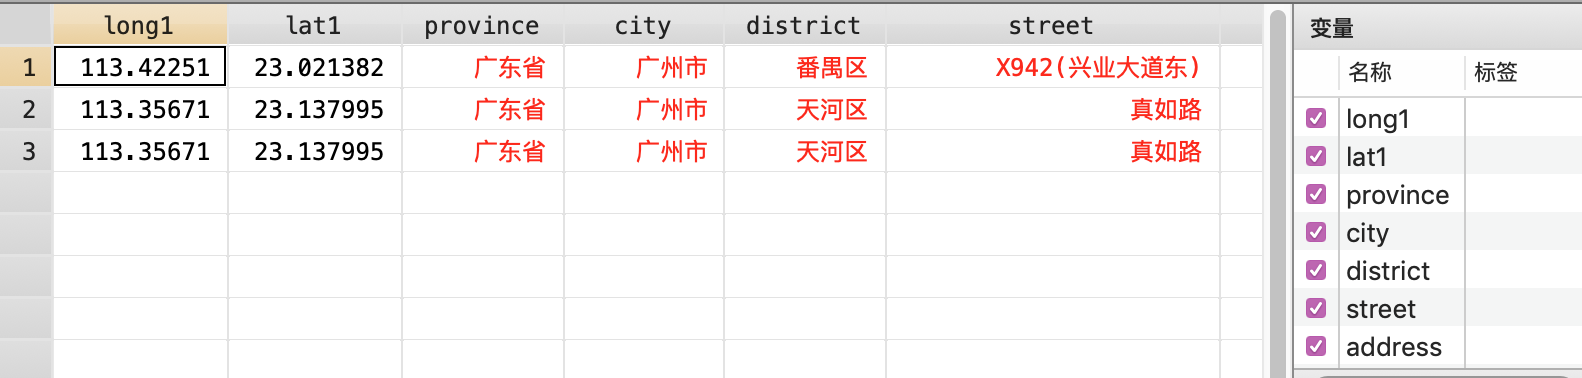 long1 lat1 province city district street
1 113.42251 23.021382 广东省 广州市 番禺区 X942(兴业大道东)
2 113.35671 23.137995 广东省 广州市 天河区 真如路
3 113.35671 23.137995 广东省 广州市 天河区 真如路
变量
名称 标签
long1
lat1
province
city
district
street
address